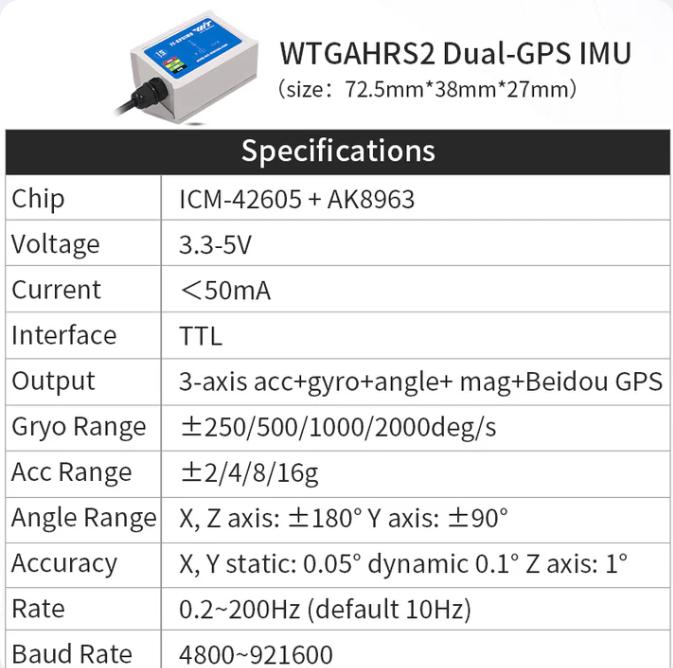 WTGAHRS2 Dual-GPS IMU
（size：72.5mm*38mm*27mm）
Specifications
Chip ICM-42605 + AK8963
Voltage 3.3-5V
Current ＜50mA
Interface TTL
Output 3-axis acc+gyro+angle+ mag+Beidou GPS
Gryo Range ±250/500/1000/2000deg/s
Acc Range ±2/4/8/16g
Angle Range X, Z axis: ±180° Y axis: ±90°
Accuracy X, Y static: 0.05° dynamic 0.1° Z axis: 1°
Rate 0.2~200Hz (default 10Hz)
Baud Rate 4800~921600